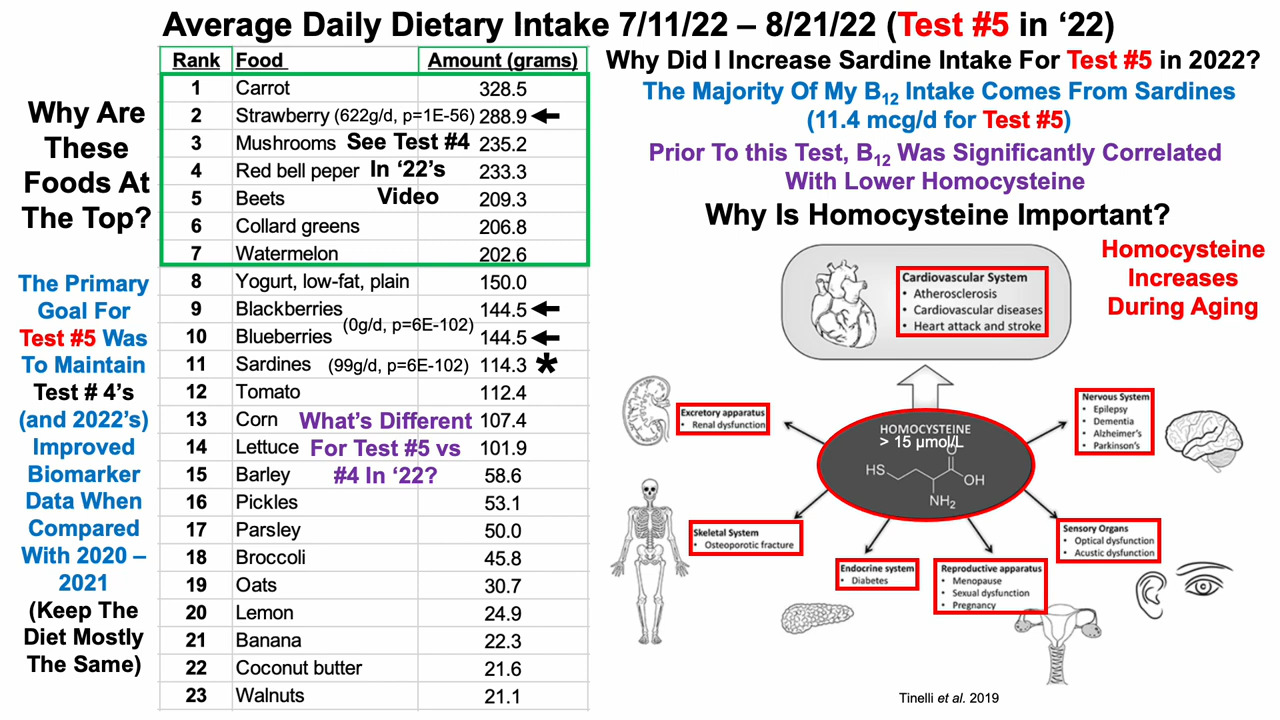 Average Daily Dietary Intake 7/11/22 – 8/21/22 (Test #5 in ‘22)
Why Are
These
Foods At
The Top?
The Primary
Goal For
Test #5 Was
To Maintain
Test # 4’s
(and 2022’s)
Improved
Biomarker
Data When
Compared
With 2020 –
2021
(Keep The
Diet Mostly
The Same)
Rank Food Amount (grams)
1 Carrot 328.5
2 Strawberry (622g/d, p=1E-56) 288.9
3 Mushrooms See Test #4 235.2
4 Red bell peper In ‘22’s 233.3
5 Beets Video 209.3
6 Collard greens 206.8
7 Watermelon 202.6
8 Yogurt, low-fat, plain 150.0
9 Blackberries 144.5
(0g/d, p=6E-102)
10 Blueberries 144.5
11 Sardines (99g/d, p=6E-102) 114.3 *
12 Tomato 112.4
13 Corn What’s Different 107.4
14 Lettuce For Test #5 vs 101.9
15 Barley #4 In ‘22? 58.6
16 Pickles 53.1
17 Parsley 50.0
18 Broccoli 45.8
19 Oats 30.7
20 Lemon 24.9
21 Banana 22.3
22 Coconut butter 21.6
23 Walnuts 21.1
Why Did I Increase Sardine Intake For Test #5 in 2022?
The Majority Of My B12 Intake Comes From Sardines
(11.4 mcg/d for Test #5)
Prior To this Test, B12 Was Significantly Correlated
With Lower Homocysteine
Why Is Homocysteine Important?
Homocysteine
Increases
During Aging
Cardiovascular System
• Atherosclerosis
• Cardiovascular diseases
• Heart attack and stroke
Excretory apparatus
• Renal dysfunction
Nervous System
• Epilepsy
• Dementia
• Alzheimer’s
• Parkinson’s
HOMOCYSTEINE
> 15 µmol/L
O
HS
OH
NH2
Skeletal System
• Osteoporotic fracture
Sensory Organs
• Optical dysfunction
• Acustic dysfunction
Endocrine system
• Diabetes
Reproductive apparatus
• Menopause
• Sexual dysfunction
• Pregnancy
Tinelli et al. 2019